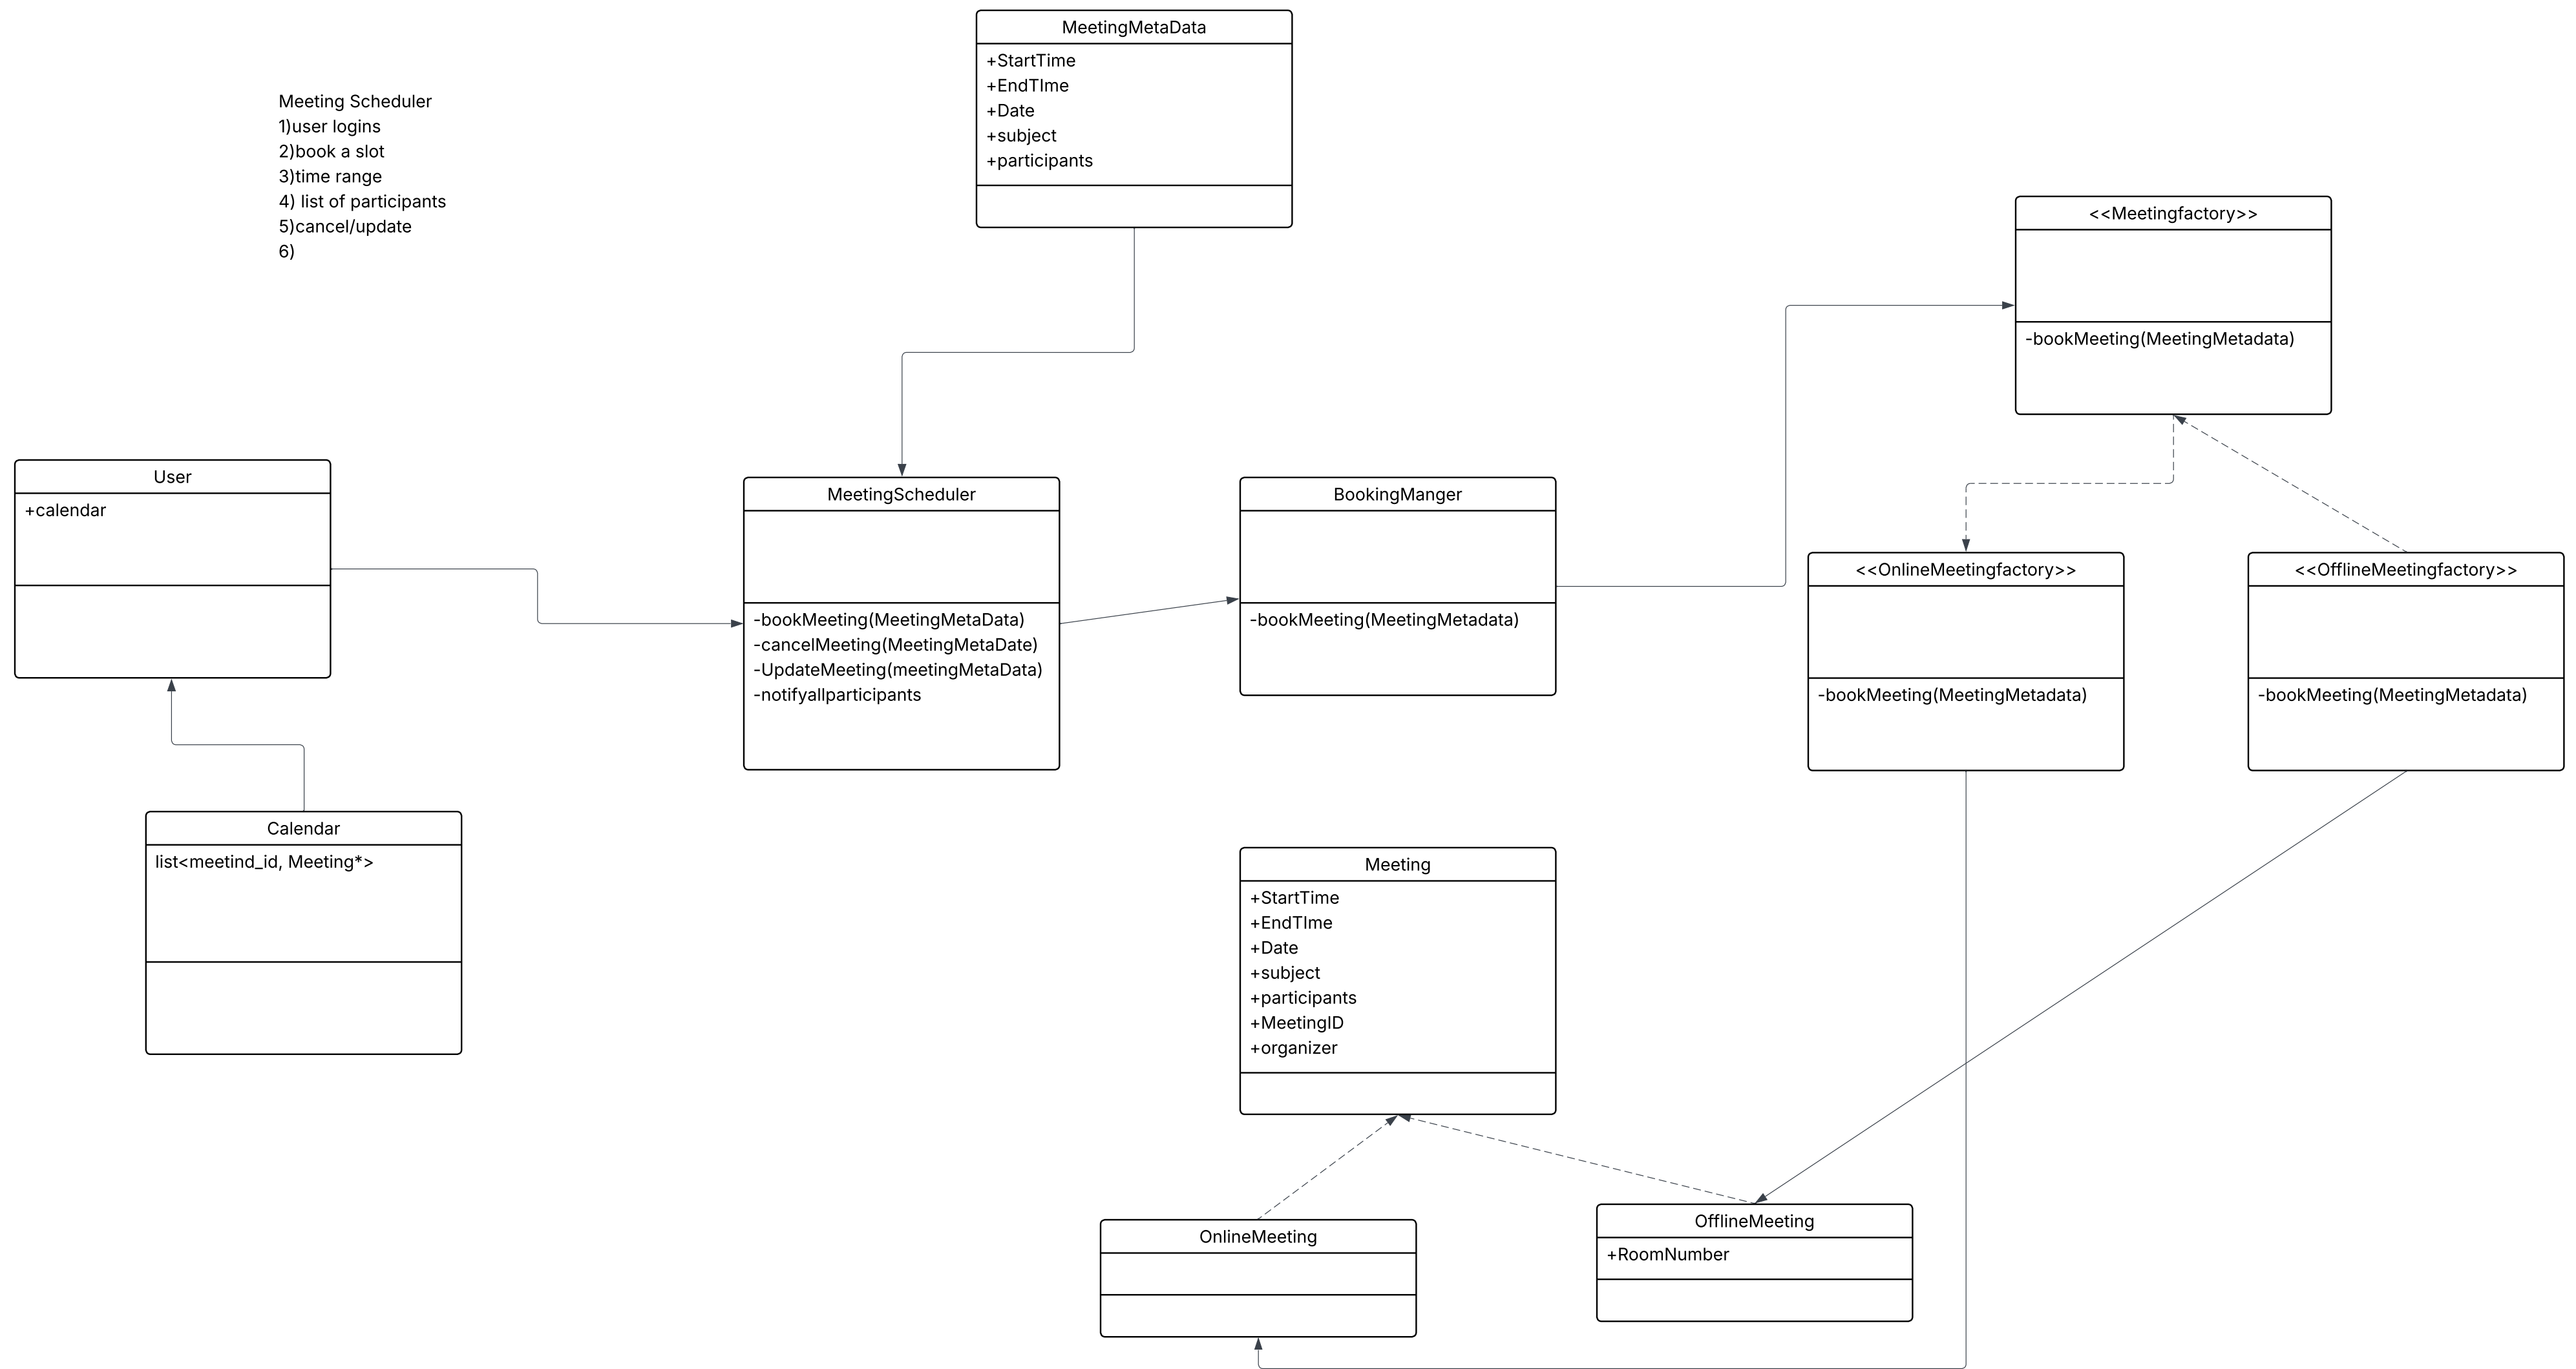 MeetingMetaData
+StartTime
+EndTIme
+Date
+subject
+participants
Meeting Scheduler
1)user logins
2)book a slot
3)time range
4) list of participants
5)cancel/update
6)
<<Meetingfactory>>
-bookMeeting(MeetingMetadata)
User
+calendar
MeetingScheduler
-bookMeeting(MeetingMetaData)
-cancelMeeting(MeetingMetaDate)
-UpdateMeeting(meetingMetaData)
-notifyallparticipants
BookingManger
-bookMeeting(MeetingMetadata)
<<OnlineMeetingfactory>>
-bookMeeting(MeetingMetadata)
<<OfflineMeetingfactory>>
-bookMeeting(MeetingMetadata)
Calendar
list<meetind_id, Meeting*>
Meeting
+StartTime
+EndTIme
+Date
+subject
+participants
+MeetingID
+organizer
OnlineMeeting
OfflineMeeting
+RoomNumber